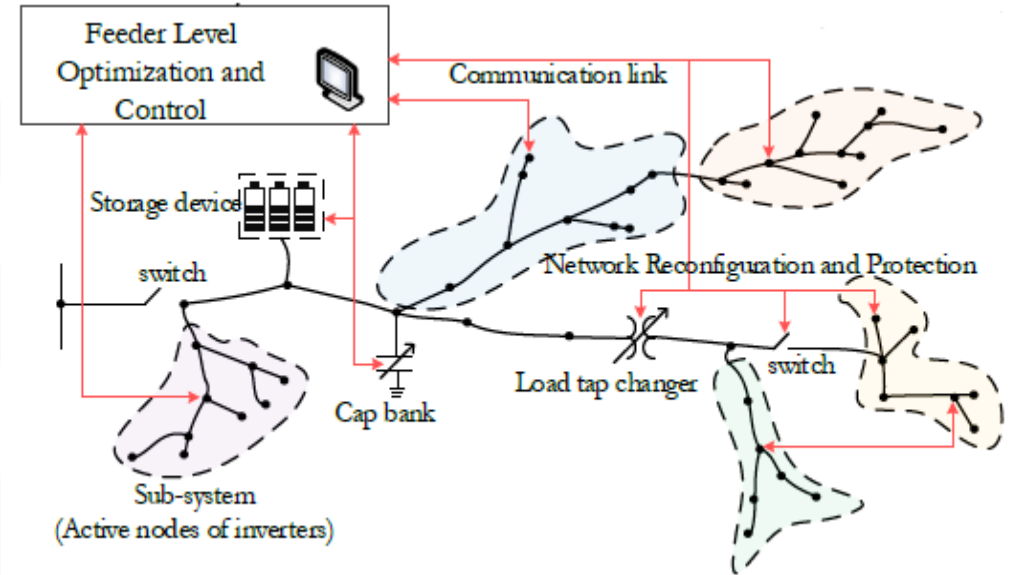 Feeder Level
Optimization and
Control
Communication link
Storage device
switch
Network Reconfiguration and Protection
Load tap changer
switch
Cap bank
Sub-system
(Active nodes of inverters)